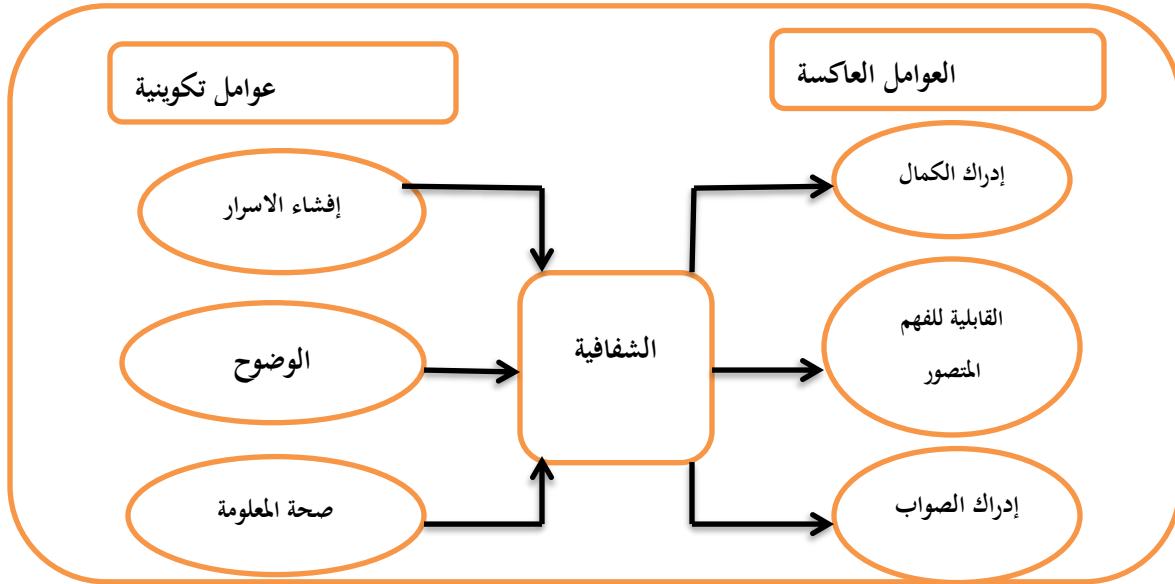 العوامل العاكسة
عوامل تكوينية
إدراك الكمال
إفشاء الاسرار
القابلية للفهم
المتصور
الشفافية
الوضوح
إدراك الصواب
صحة المعلومة